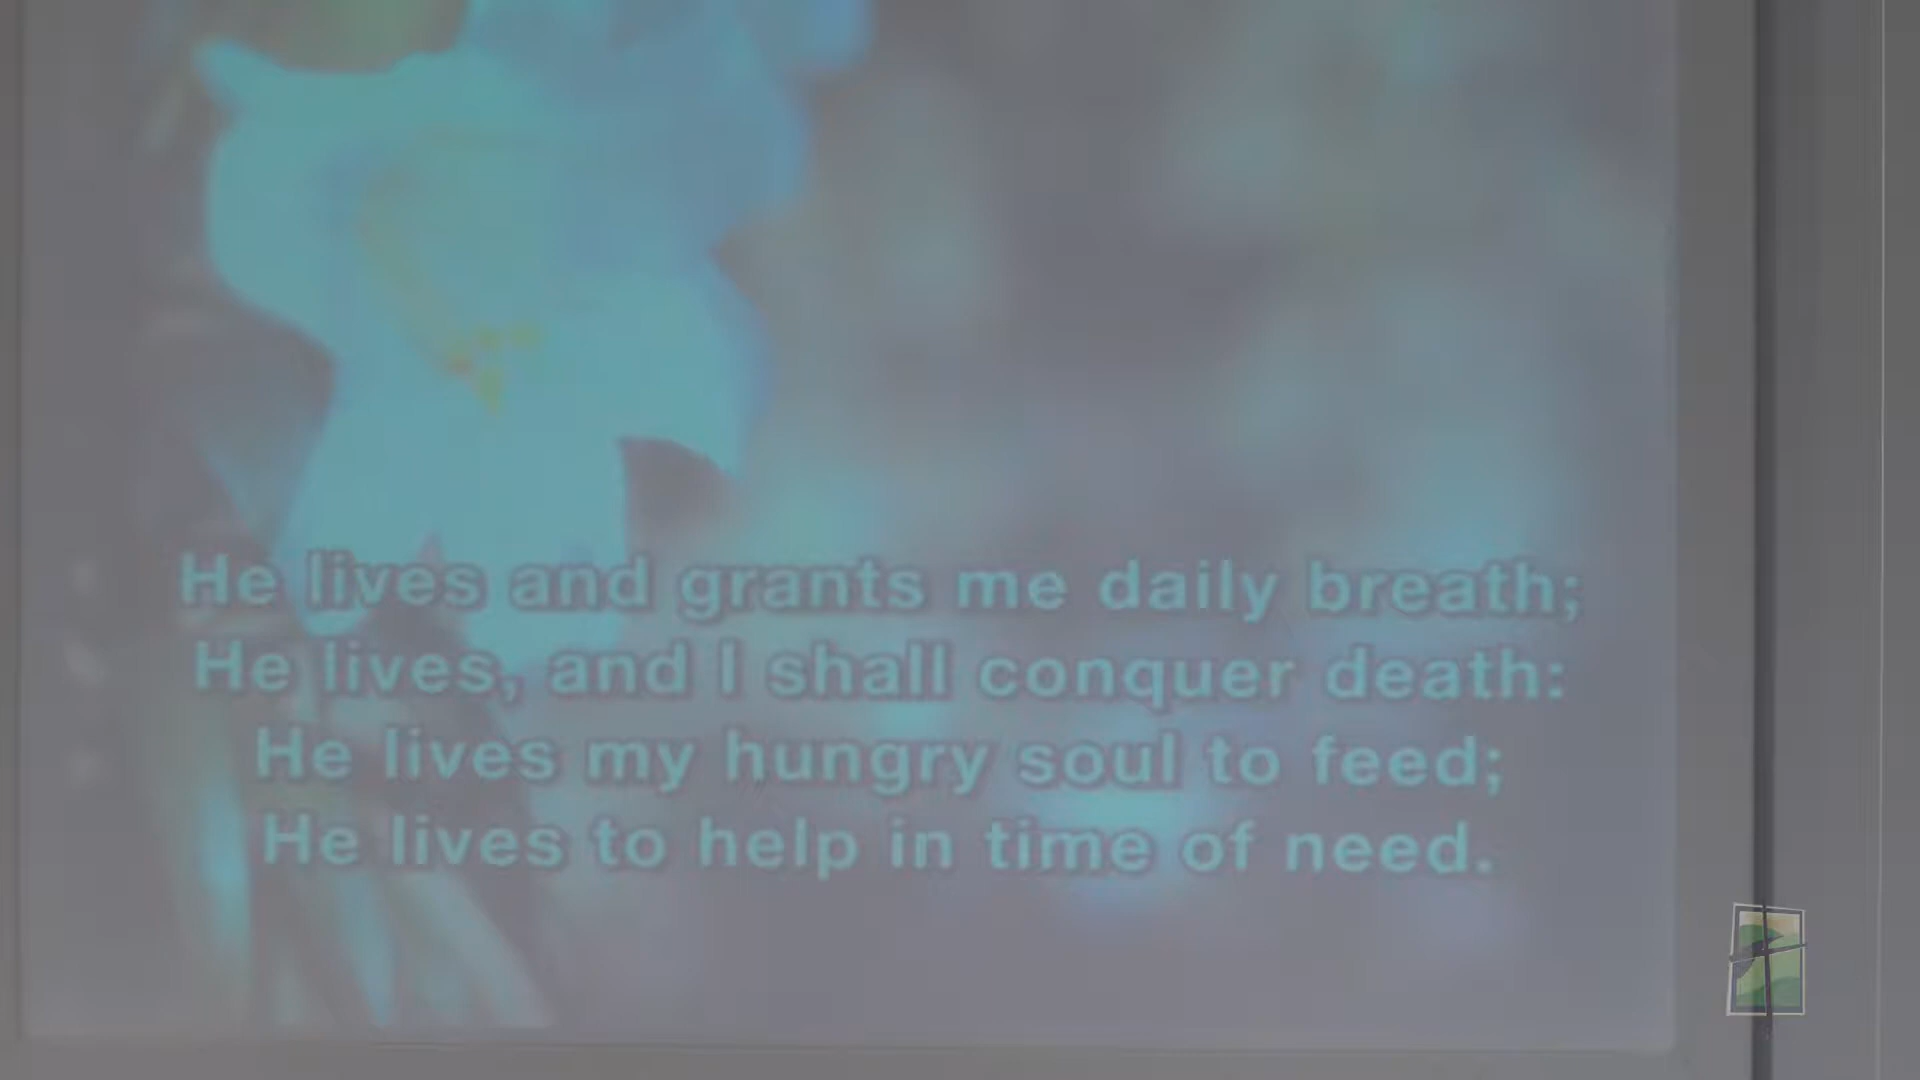 He lives and grants me daily breath;
He lives, and I shall conquer death:
He lives my hungry soul to feed;
He lives to help in time of need.